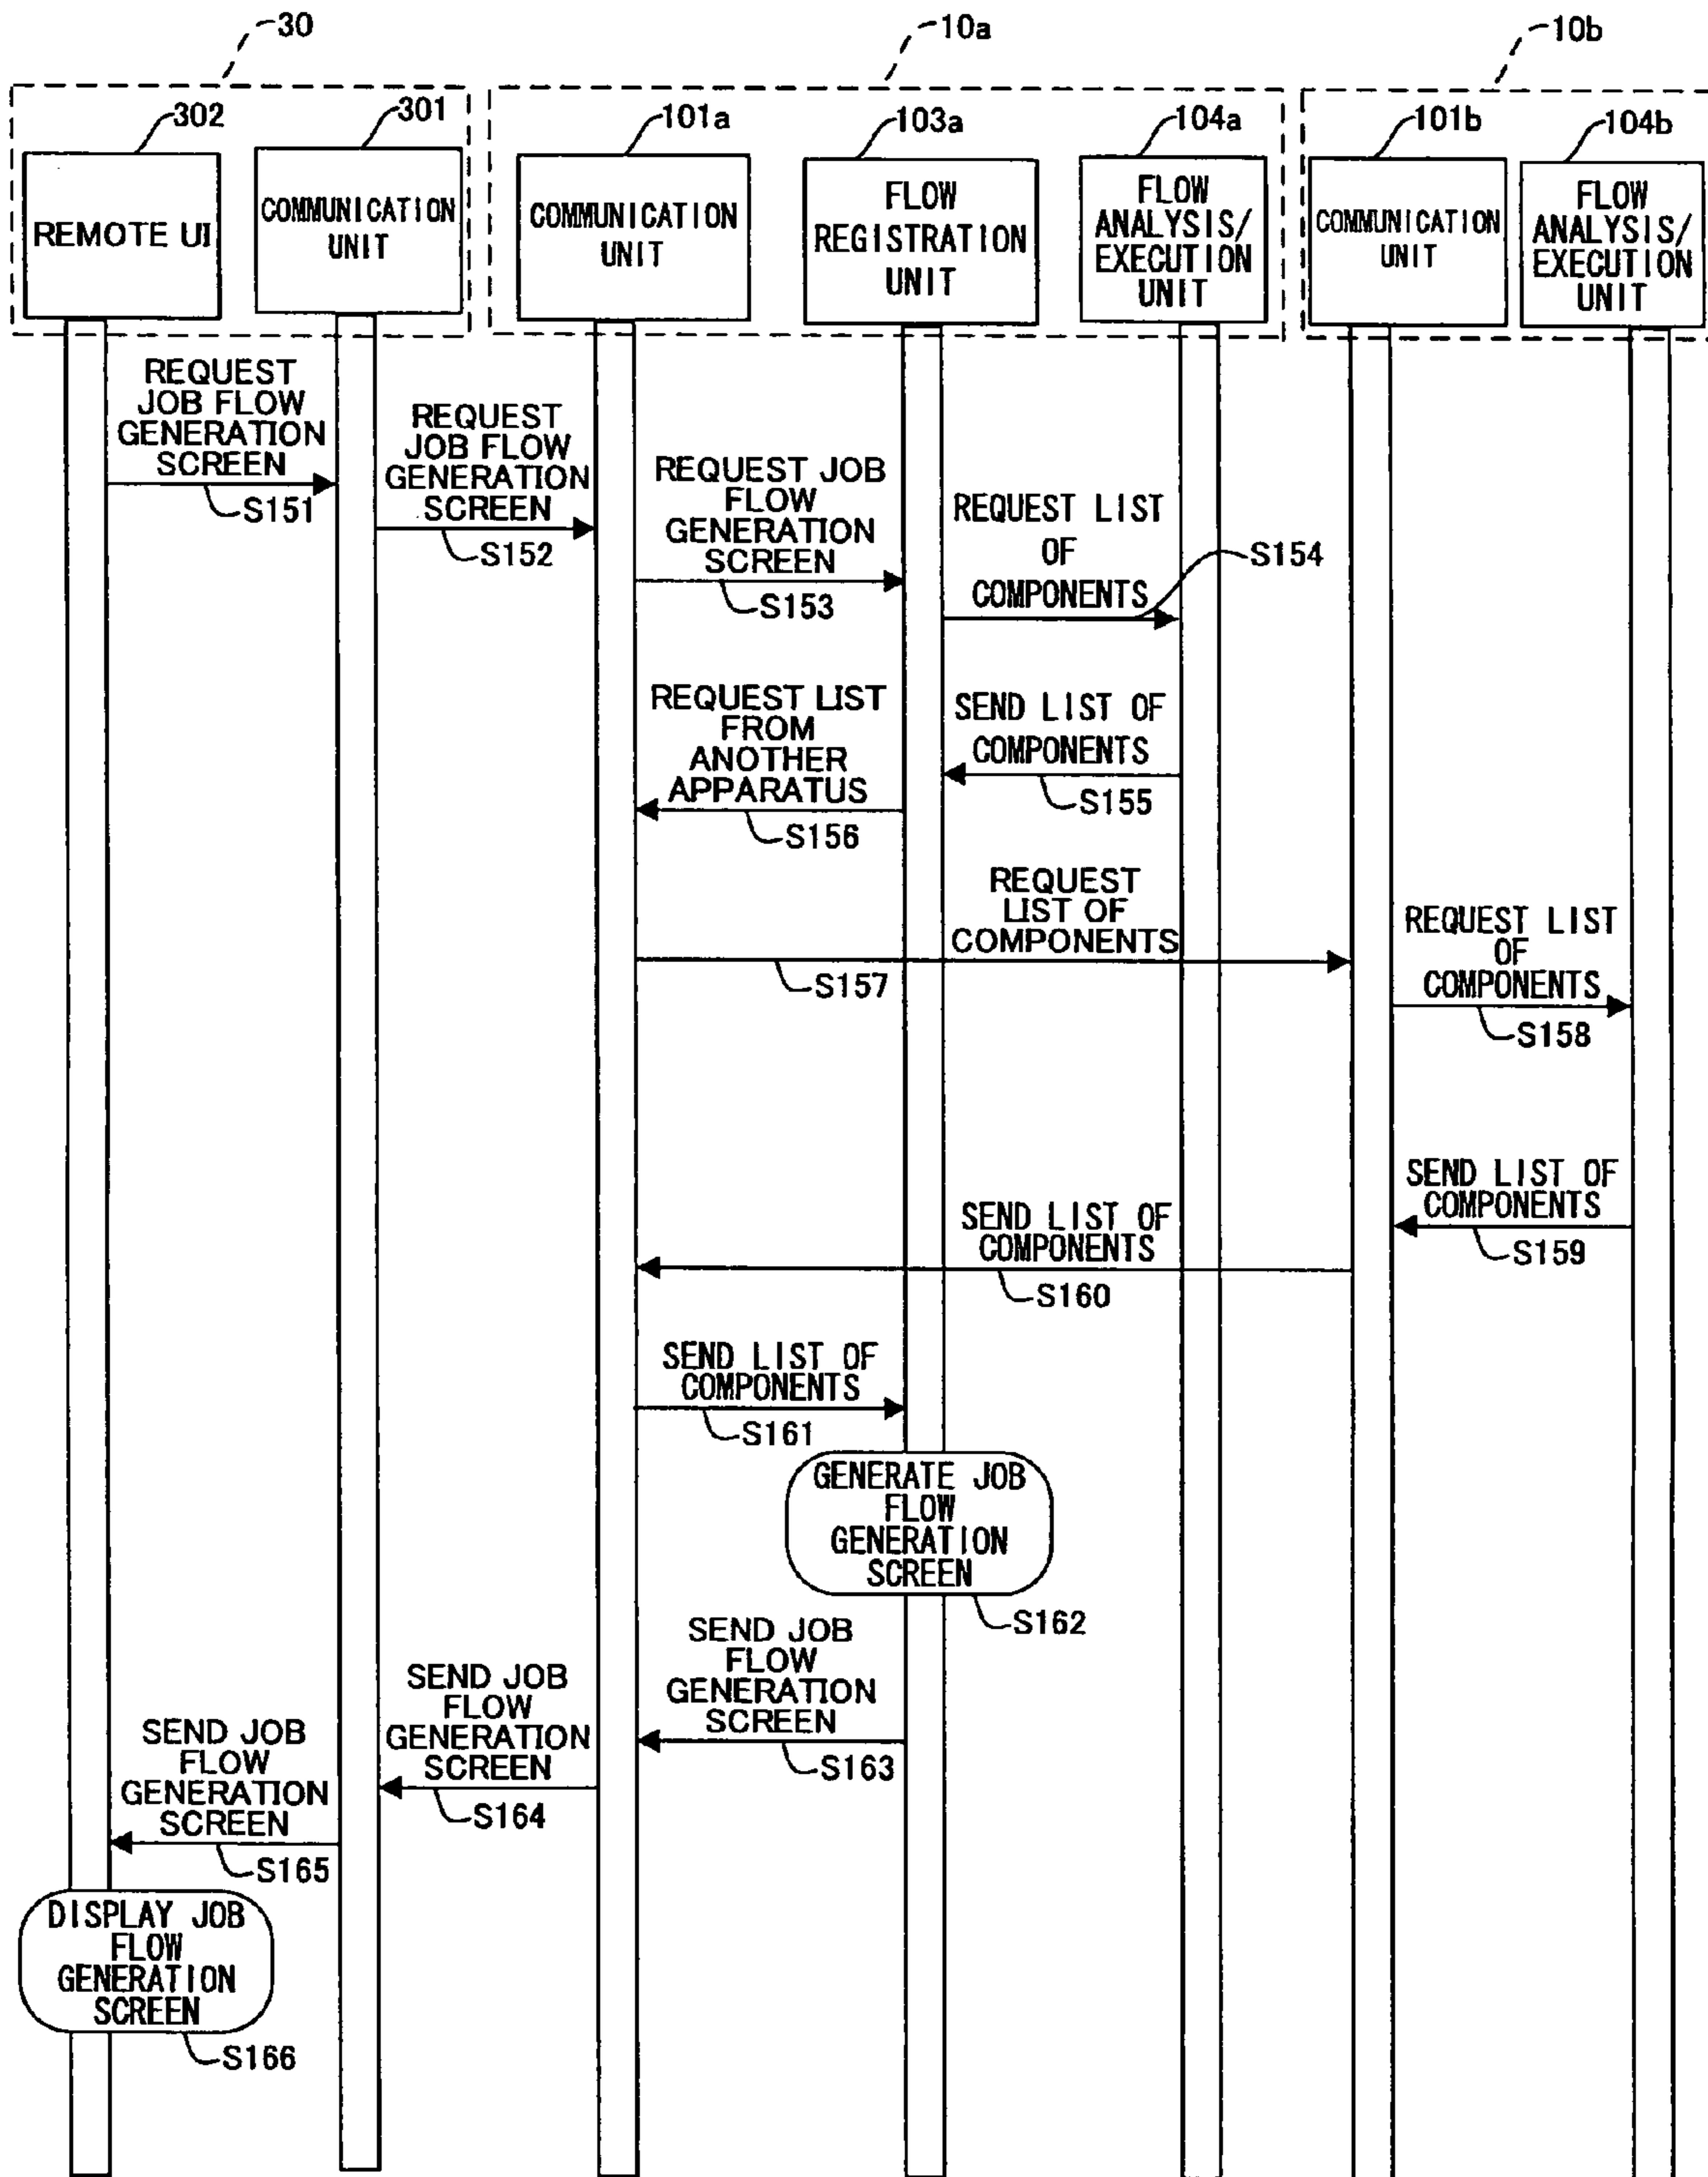 30
10a
10b
302
301
101a
103a
104a
101b
104b
REMOTE UI
COMMUNICATION
UNIT
COMMUNICATION
UNIT
FLOW
REGISTRATION
UNIT
FLOW
ANALYSIS/
EXECUTION
UNIT
COMMUNICATION
UNIT
FLOW
ANALYSIS/
EXECUTION
UNIT
REQUEST
JOB FLOW
GENERATION
SCREEN
S151
REQUEST
JOB FLOW
GENERATION
SCREEN
S152
REQUEST JOB
FLOW
GENERATION
SCREEN
S153
REQUEST LIST
OF
COMPONENTS
S154
SEND LIST OF
COMPONENTS
S155
REQUEST LIST
FROM
ANOTHER
APPARATUS
S156
REQUEST
LIST OF
COMPONENTS
S157
REQUEST LIST
OF
COMPONENTS
S158
SEND LIST OF
COMPONENTS
S159
SEND LIST OF
COMPONENTS
S160
SEND LIST OF
COMPONENTS
S161
GENERATE JOB
FLOW
GENERATION
SCREEN
S162
SEND JOB
FLOW
GENERATION
SCREEN
S163
SEND JOB
FLOW
GENERATION
SCREEN
S164
SEND JOB
FLOW
GENERATION
SCREEN
S165
DISPLAY JOB
FLOW
GENERATION
SCREEN
S166